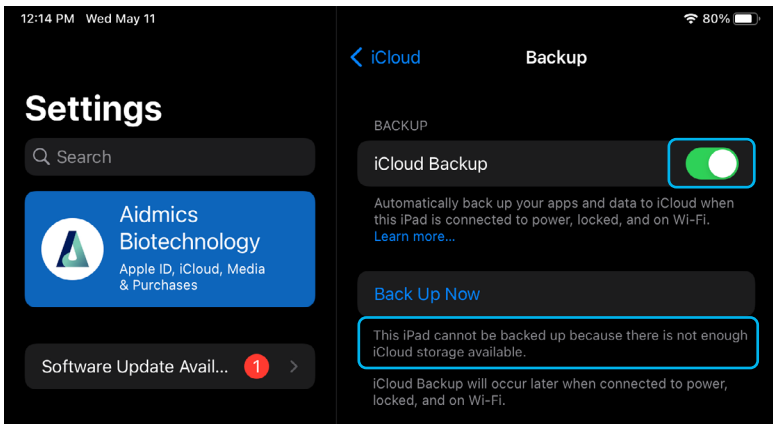 12:14 PM Wed May 11
80%
Settings
Search
Aidmics
Biotechnology
Apple ID, iCloud, Media
& Purchases
Software Update Avail...
1
iCloud
Backup
BACKUP
iCloud Backup
Automatically back up your apps and data to iCloud when
this iPad is connected to power, locked, and on Wi-Fi.
Learn more...
Back Up Now
This iPad cannot be backed up because there is not enough
iCloud storage available.
iCloud Backup will occur later when connected to power,
locked, and on Wi-Fi.